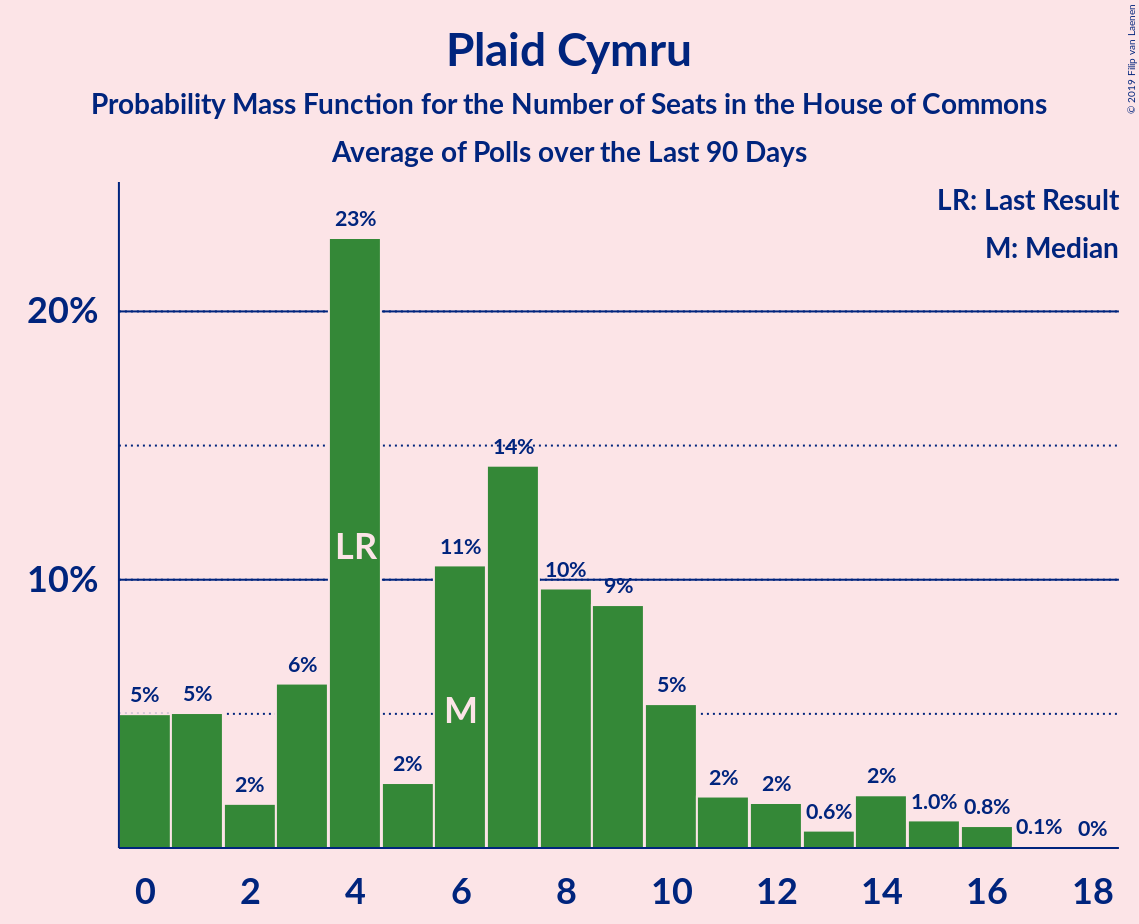 Plaid Cymru
Probability Mass Function for the Number of Seats in the House of Commons
Average of Polls over the Last 90 Days
© 2019 Filip van Laenen
LR: Last Result
M: Median
20%
10%
5%
5%
2%
6%
23%
2%
11%
14%
10%
9%
5%
2%
2%
0.6%
2%
1.0%
0.8%
0.1%
0%
LR
M
0 2 4 6 8 10 12 14 16 18